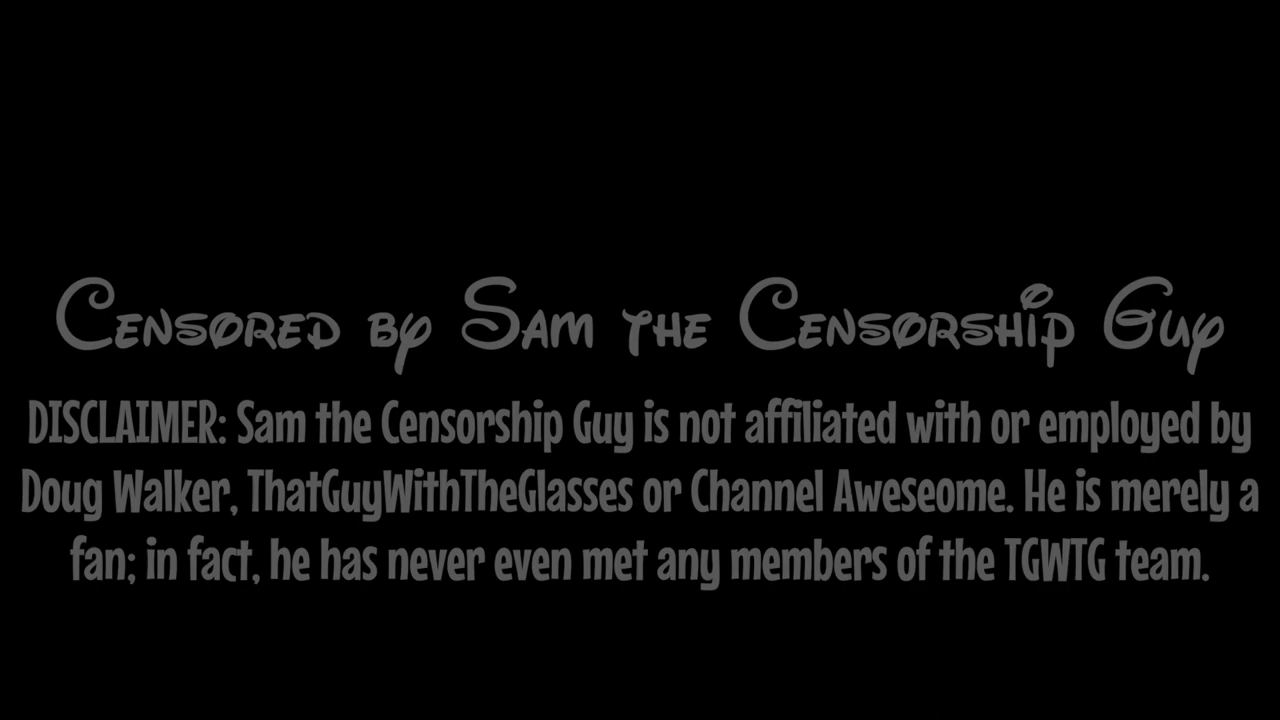 Censored by Sam the Censorship Guy
DISCLAIMER: Sam the Censorship Guy is not affiliated with or employed by
Doug Walker, ThatGuyWithTheGlasses or Channel Aweseome. He is merely a
fan; in fact, he has never even met any members of the TGWTG team.